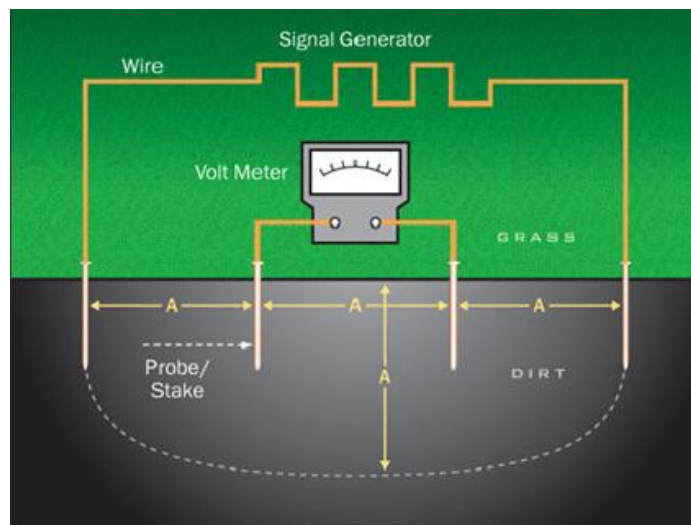 Signal Generator
Wire
Volt Meter
GRASS
A
A
A
Probe/
Stake
A
DIRT